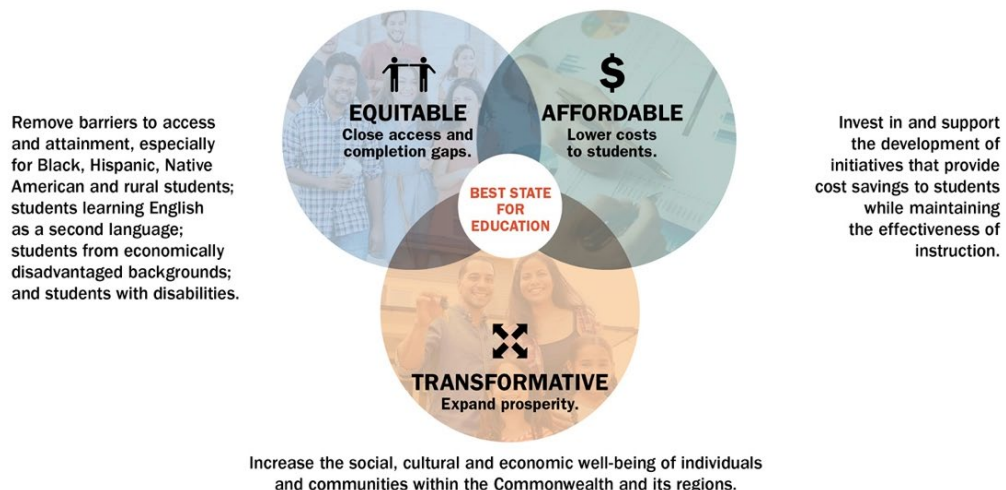 EQUITABLE
Close access and
completion gaps.
AFFORDABLE
Lower costs
to students.
Remove barriers to access
and attainment, especially
for Black, Hispanic, Native
American and rural students;
students learning English
as a second language;
students from economically
disadvantaged backgrounds;
and students with disabilities.
BEST STATE
FOR
EDUCATION
Invest in and support
the development of
initiatives that provide
cost savings to students
while maintaining
the effectiveness of
instruction.
TRANSFORMATIVE
Expand prosperity.
Increase the social, cultural and economic well-being of individuals
and communities within the Commonwealth and its regions.